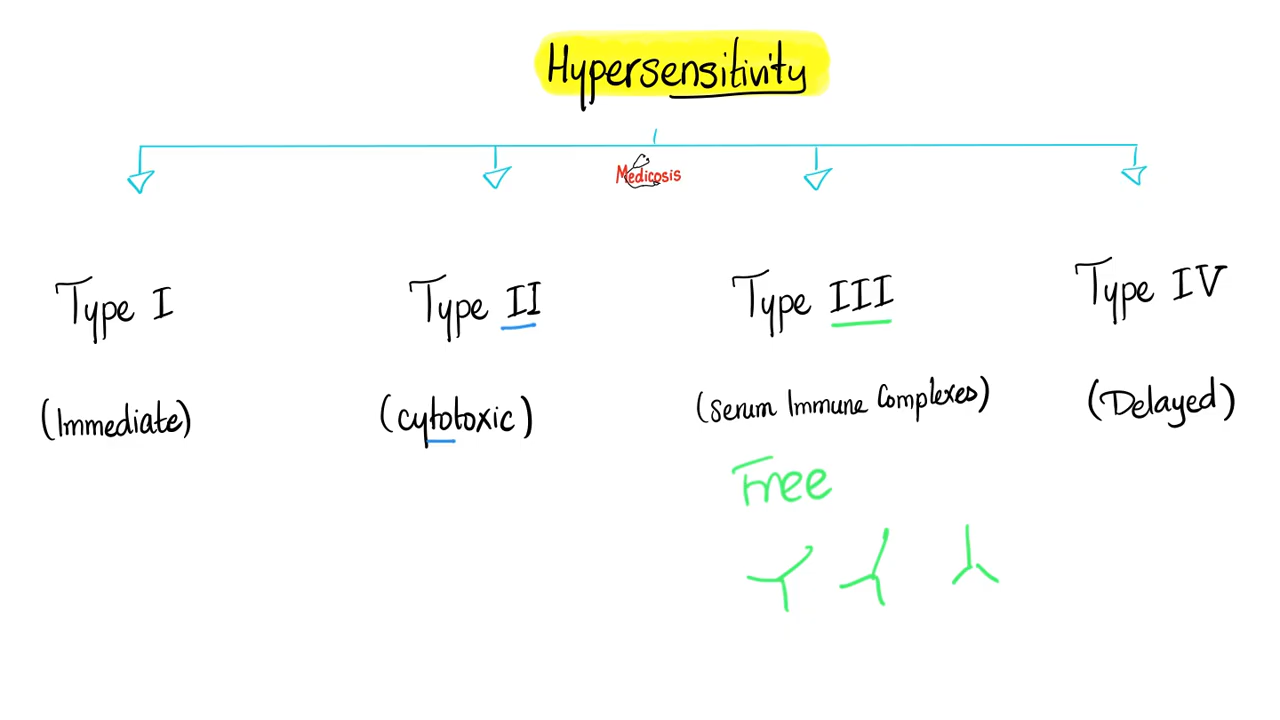 Hypersensitivity
Medicosis
Type I
Type II
Type III
Type IV
(Immediate)
(cytotoxic)
(Serum Immune Complexes)
(Delayed)
Free